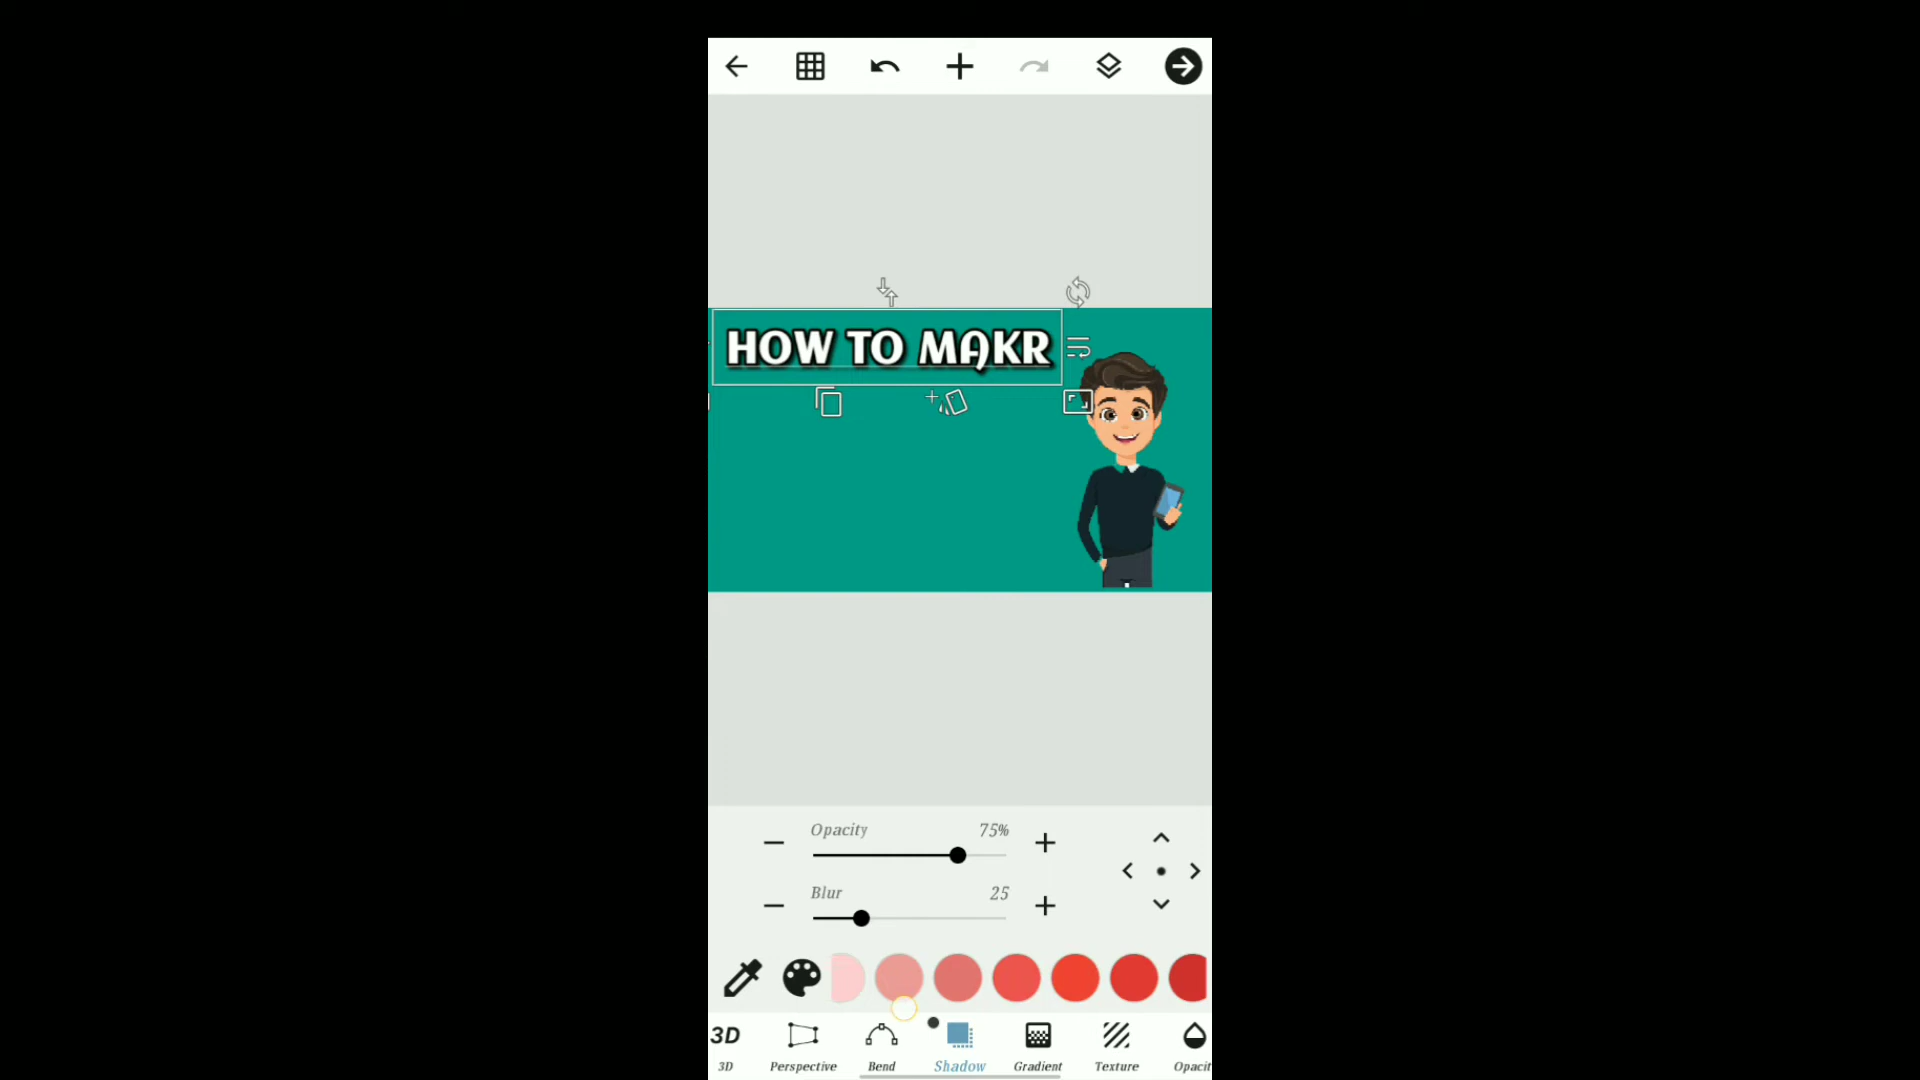 HOW TO MAKR
Opacity 75%
Blur 25
3D
3D Perspective Bend Shadow Gradient Texture Opacit